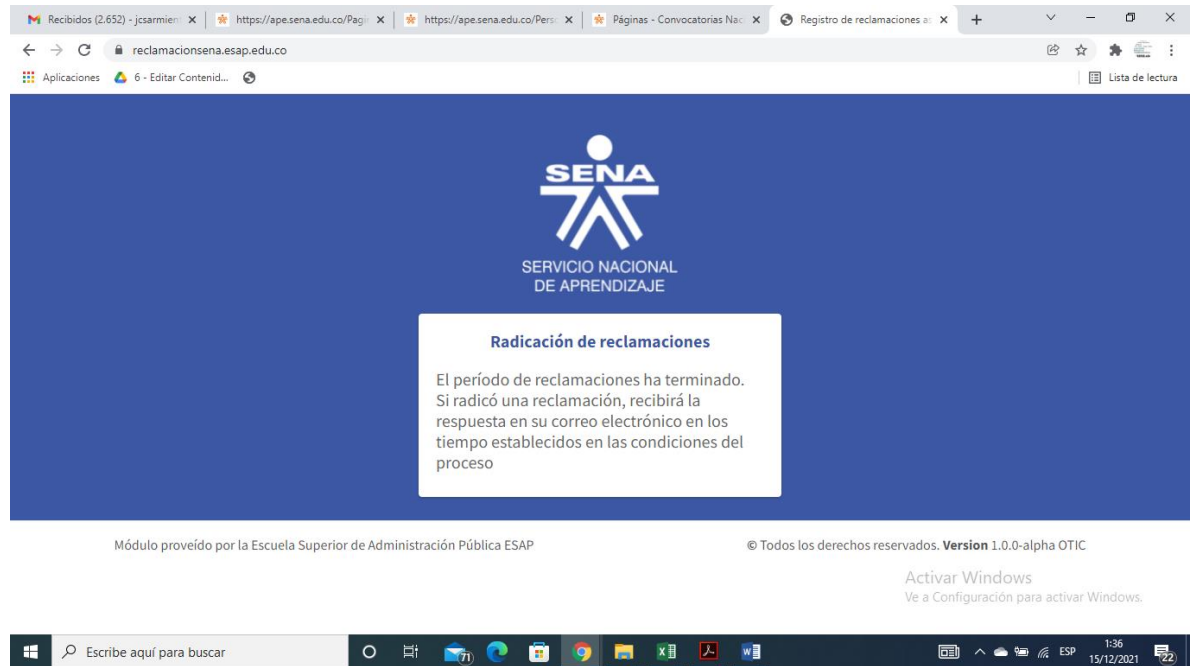 Recibidos (2.652) - jcsarmien
https://ape.sena.edu.co/Pagi
https://ape.sena.edu.co/Perso
Páginas - Convocatorias Nac
Registro de reclamaciones a
reclamacionsena.esap.edu.co
Aplicaciones
6 - Editar Contenid...
Lista de lectura
SENA
SERVICIO NACIONAL
DE APRENDIZAJE
Radicación de reclamaciones
El período de reclamaciones ha terminado.
Si radicó una reclamación, recibirá la
respuesta en su correo electrónico en los
tiempo establecidos en las condiciones del
proceso
Módulo proveído por la Escuela Superior de Administración Pública ESAP
© Todos los derechos reservados. Version 1.0.0-alpha OTIC
Activar Windows
Ve a Configuración para activar Windows.
Escribe aquí para buscar
71
ESP
1:36
15/12/2021
22